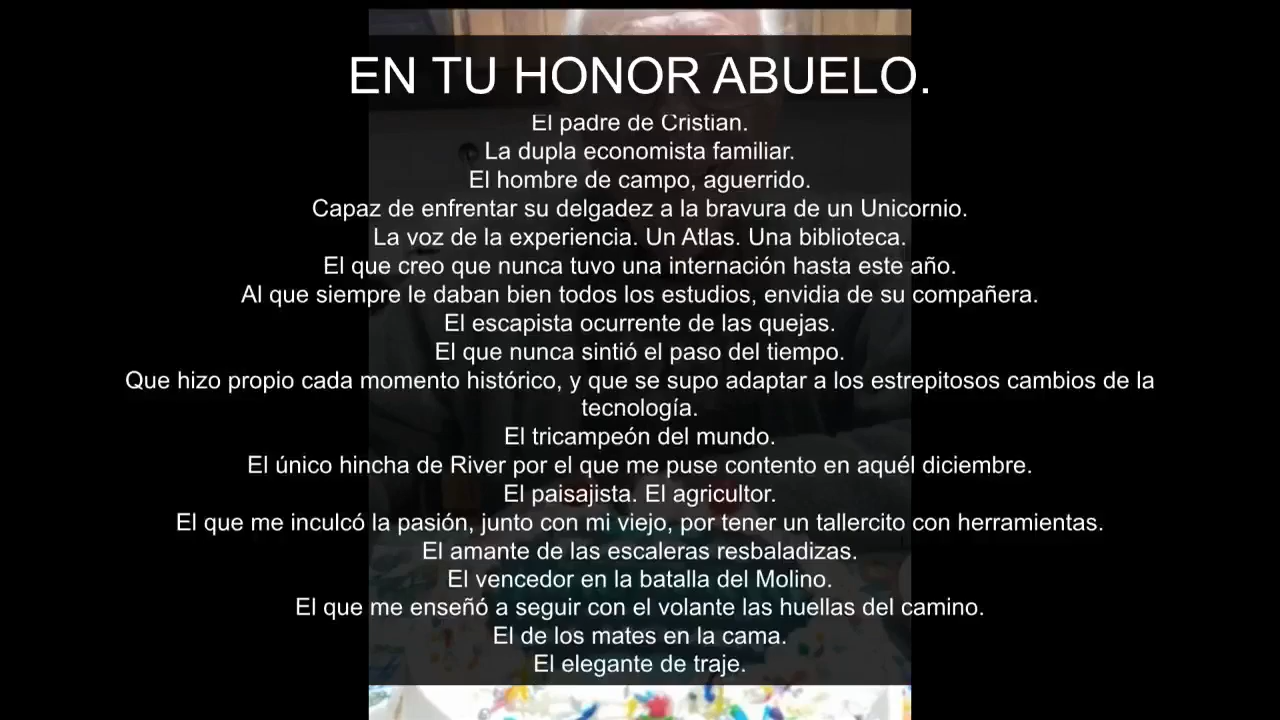 EN TU HONOR ABUELO.
El padre de Cristian.
La dupla economista familiar.
El hombre de campo, aguerrido.
Capaz de enfrentar su delgadez a la bravura de un Unicornio.
La voz de la experiencia. Un Atlas. Una biblioteca.
El que creo que nunca tuvo una internación hasta este año.
Al que siempre le daban bien todos los estudios, envidia de su compañera.
El escapista ocurrente de las quejas.
El que nunca sintió el paso del tiempo.
Que hizo propio cada momento histórico, y que se supo adaptar a los estrepitosos cambios de la
tecnología.
El tricampeón del mundo.
El único hincha de River por el que me puse contento en aquél diciembre.
El paisajista. El agricultor.
El que me inculcó la pasión, junto con mi viejo, por tener un tallercito con herramientas.
El amante de las escaleras resbaladizas.
El vencedor en la batalla del Molino.
El que me enseñó a seguir con el volante las huellas del camino.
El de los mates en la cama.
El elegante de traje.